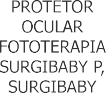 PROTETOR
OCULAR
FOTOTERAPIA
SURGIBABY P,
SURGIBABY